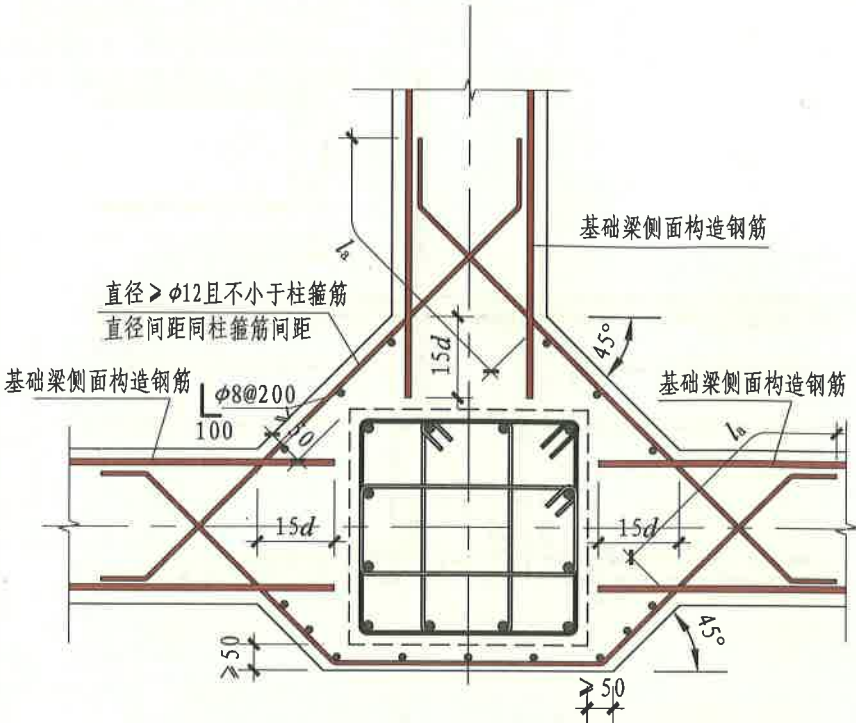 基础梁侧面构造钢筋
lₐ
直径≥φ12且不小于柱箍筋
直径间距同柱箍筋间距
15d
45°
基础梁侧面构造钢筋
φ8@200
100
≥50
基础梁侧面构造钢筋
lₐ
15d
15d
≥50
45°
≥50